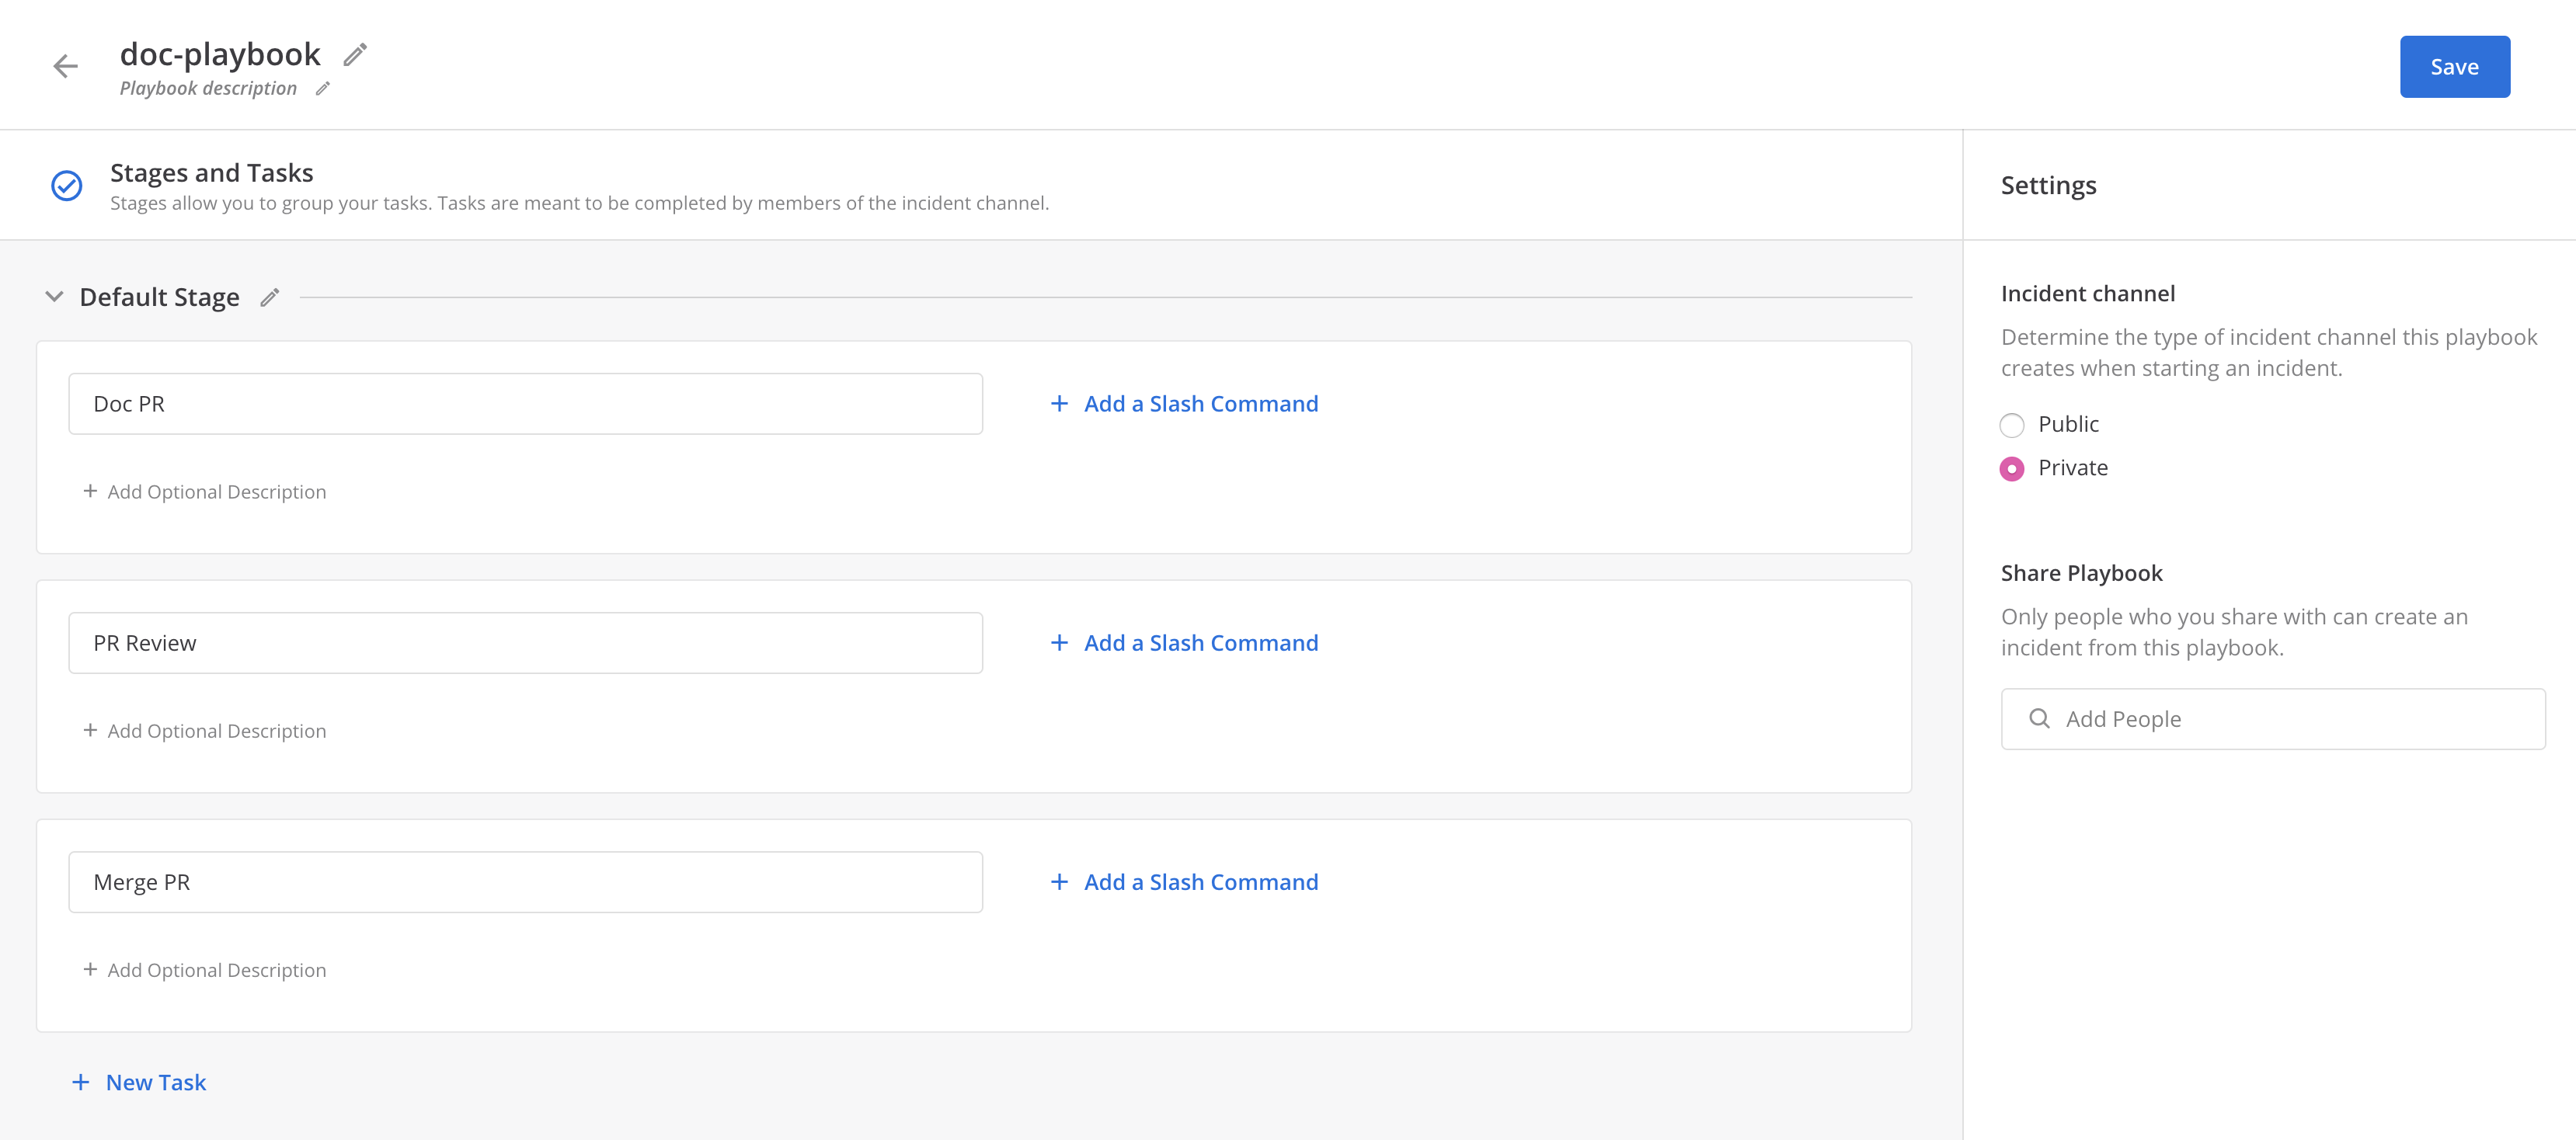 doc-playbook
Playbook description
Save
Stages and Tasks
Stages allow you to group your tasks. Tasks are meant to be completed by members of the incident channel.
Default Stage
Doc PR
+ Add a Slash Command
+ Add Optional Description
PR Review
+ Add a Slash Command
+ Add Optional Description
Merge PR
+ Add a Slash Command
+ Add Optional Description
+ New Task
Settings
Incident channel
Determine the type of incident channel this playbook
creates when starting an incident.
Public
Private
Share Playbook
Only people who you share with can create an
incident from this playbook.
Add People